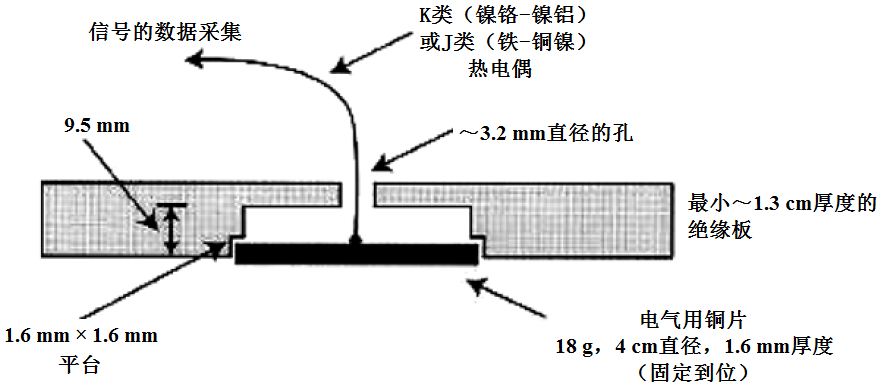 信号的数据采集
K类（镍铬-镍铝）
或J类（铁-铜镍）
热电偶
9.5 mm
～3.2 mm直径的孔
最小～1.3 cm厚度的
绝缘板
1.6 mm × 1.6 mm
平台
电气用铜片
18 g，4 cm直径，1.6 mm厚度
（固定到位）